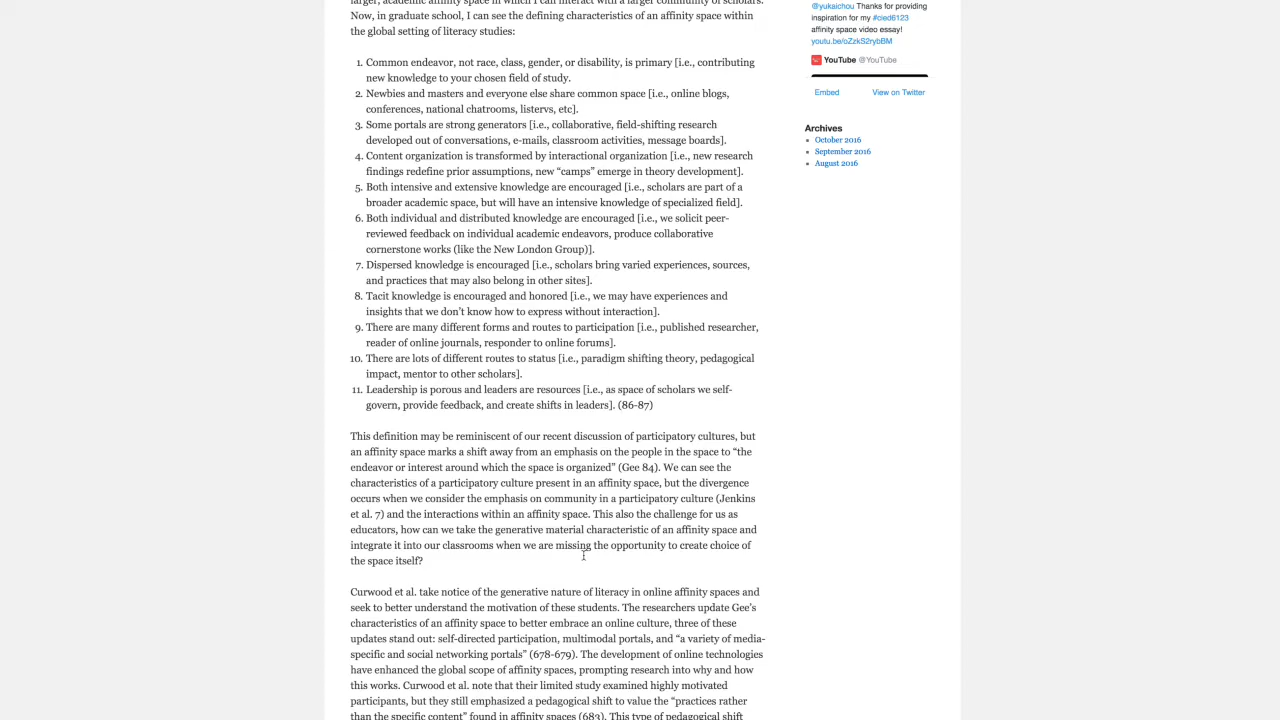 larger, academic affinity space in which I can interact with a larger community of scholars.
Now, in graduate school, I can see the defining characteristics of an affinity space within
the global setting of literacy studies:
1. Common endeavor, not race, class, gender, or disability, is primary [i.e., contributing
new knowledge to your chosen field of study.
2. Newbies and masters and everyone else share common space [i.e., online blogs,
conferences, national chatrooms, listervs, etc].
3. Some portals are strong generators [i.e., collaborative, field-shifting research
developed out of conversations, e-mails, classroom activities, message boards].
4. Content organization is transformed by interactional organization [i.e., new research
findings redefine prior assumptions, new “camps” emerge in theory development].
5. Both intensive and extensive knowledge are encouraged [i.e., scholars are part of a
broader academic space, but will have an intensive knowledge of specialized field].
6. Both individual and distributed knowledge are encouraged [i.e., we solicit peer-
reviewed feedback on individual academic endeavors, produce collaborative
cornerstone works (like the New London Group)].
7. Dispersed knowledge is encouraged [i.e., scholars bring varied experiences, sources,
and practices that may also belong in other sites].
8. Tacit knowledge is encouraged and honored [i.e., we may have experiences and
insights that we don’t know how to express without interaction].
9. There are many different forms and routes to participation [i.e., published researcher,
reader of online journals, responder to online forums].
10. There are lots of different routes to status [i.e., paradigm shifting theory, pedagogical
impact, mentor to other scholars].
11. Leadership is porous and leaders are resources [i.e., as space of scholars we self-
govern, provide feedback, and create shifts in leaders]. (86-87)
This definition may be reminiscent of our recent discussion of participatory cultures, but
an affinity space marks a shift away from an emphasis on the people in the space to “the
endeavor or interest around which the space is organized” (Gee 84). We can see the
characteristics of a participatory culture present in an affinity space, but the divergence
occurs when we consider the emphasis on community in a participatory culture (Jenkins
et al. 7) and the interactions within an affinity space. This also the challenge for us as
educators, how can we take the generative material characteristic of an affinity space and
integrate it into our classrooms when we are missing the opportunity to create choice of
the space itself?
Curwood et al. take notice of the generative nature of literacy in online affinity spaces and
seek to better understand the motivation of these students. The researchers update Gee’s
characteristics of an affinity space to better embrace an online culture, three of these
updates stand out: self-directed participation, multimodal portals, and “a variety of media-
specific and social networking portals” (678-679). The development of online technologies
have enhanced the global scope of affinity spaces, prompting research into why and how
this works. Curwood et al. note that their limited study examined highly motivated
participants, but they still emphasized a pedagogical shift to value the “practices rather
than the specific content” found in affinity spaces (683). This type of pedagogical shift
@yukaichou Thanks for providing
inspiration for my #cied6123
affinity space video essay!
youtu.be/oZzkS2rybBM
YouTube @YouTube
Embed View on Twitter
Archives
October 2016
September 2016
August 2016